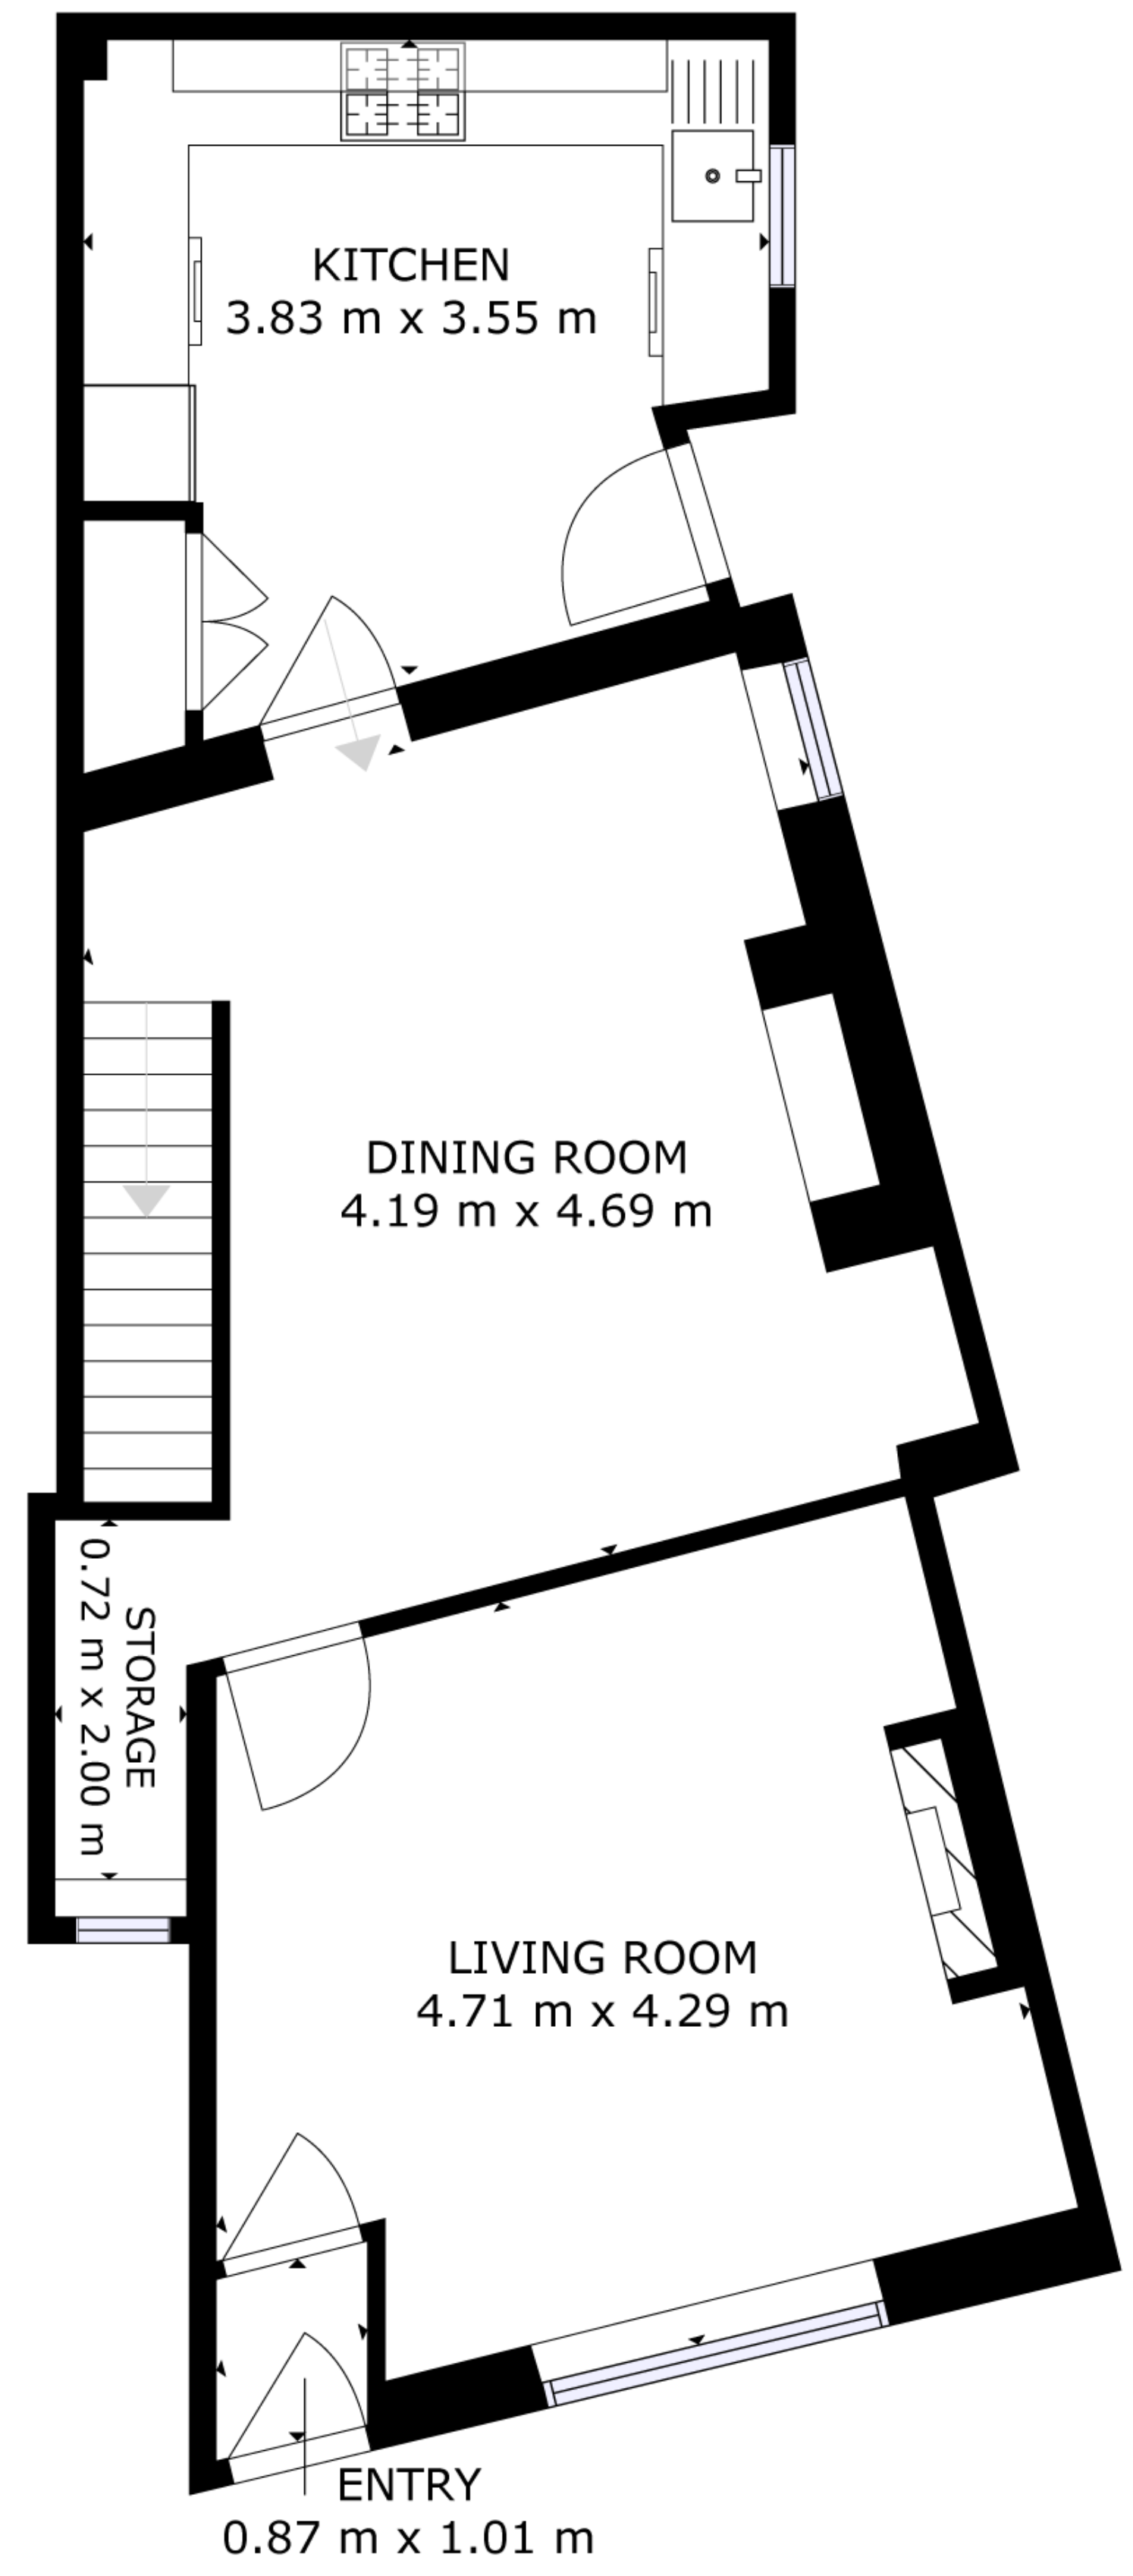 KITCHEN
3.83 m x 3.55 m
DINING ROOM
4.19 m x 4.69 m
STORAGE
0.72 m x 2.00 m
LIVING ROOM
4.71 m x 4.29 m
ENTRY
0.87 m x 1.01 m